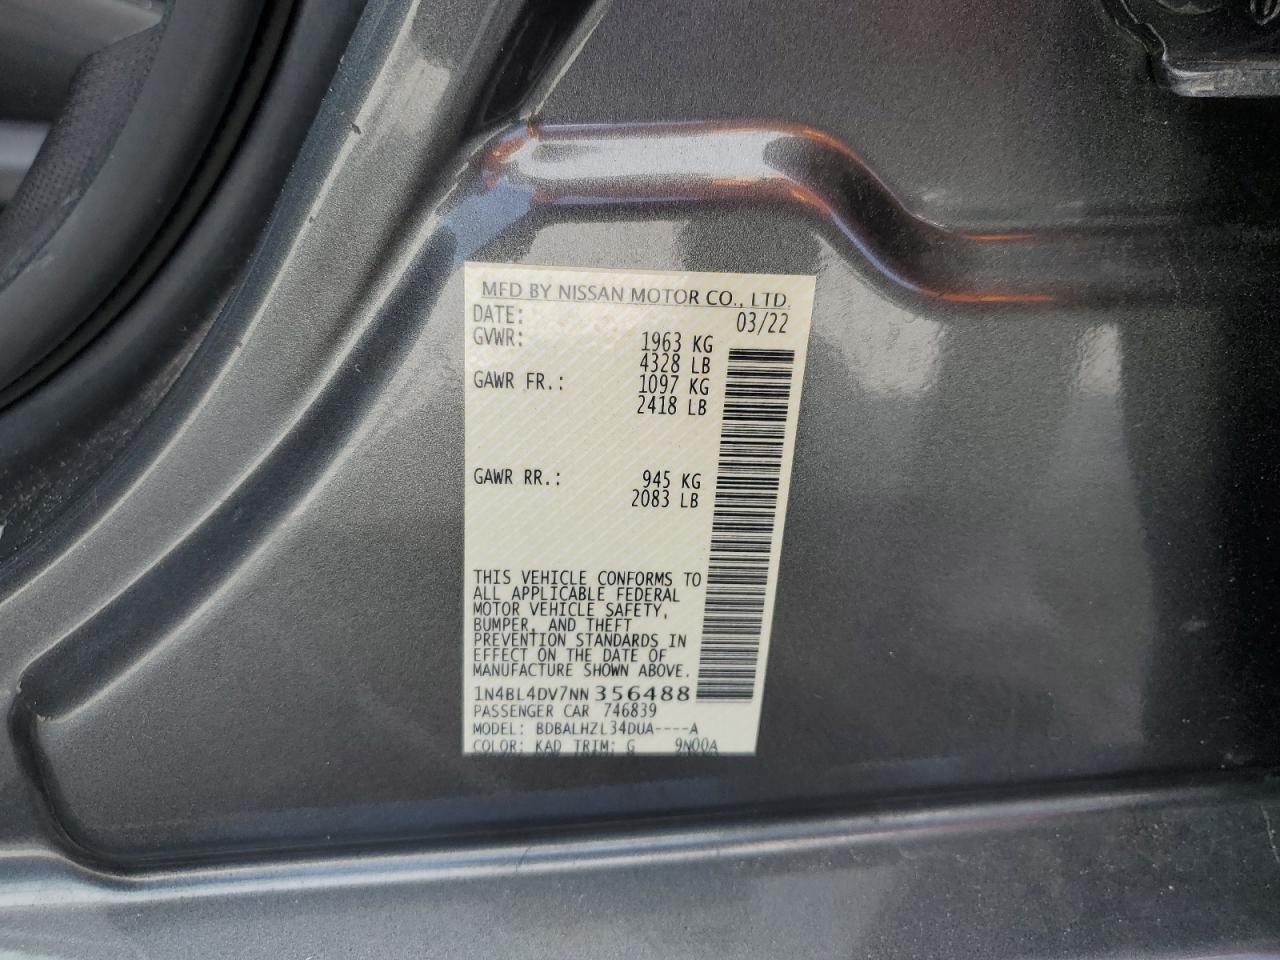 MFD BY NISSAN MOTOR CO., LTD.
DATE: 03/22
GVWR: 1963 KG
4328 LB
GAWR FR.: 1097 KG
2418 LB
GAWR RR.: 945 KG
2083 LB
THIS VEHICLE CONFORMS TO
ALL APPLICABLE FEDERAL
MOTOR VEHICLE SAFETY,
BUMPER, AND THEFT
PREVENTION STANDARDS IN
EFFECT ON THE DATE OF
MANUFACTURE SHOWN ABOVE.
1N4BL4DV7NN356488
PASSENGER CAR 746839
MODEL: BDBALHZL34DUA----A
COLOR: KAD TRIM: G 9N00A